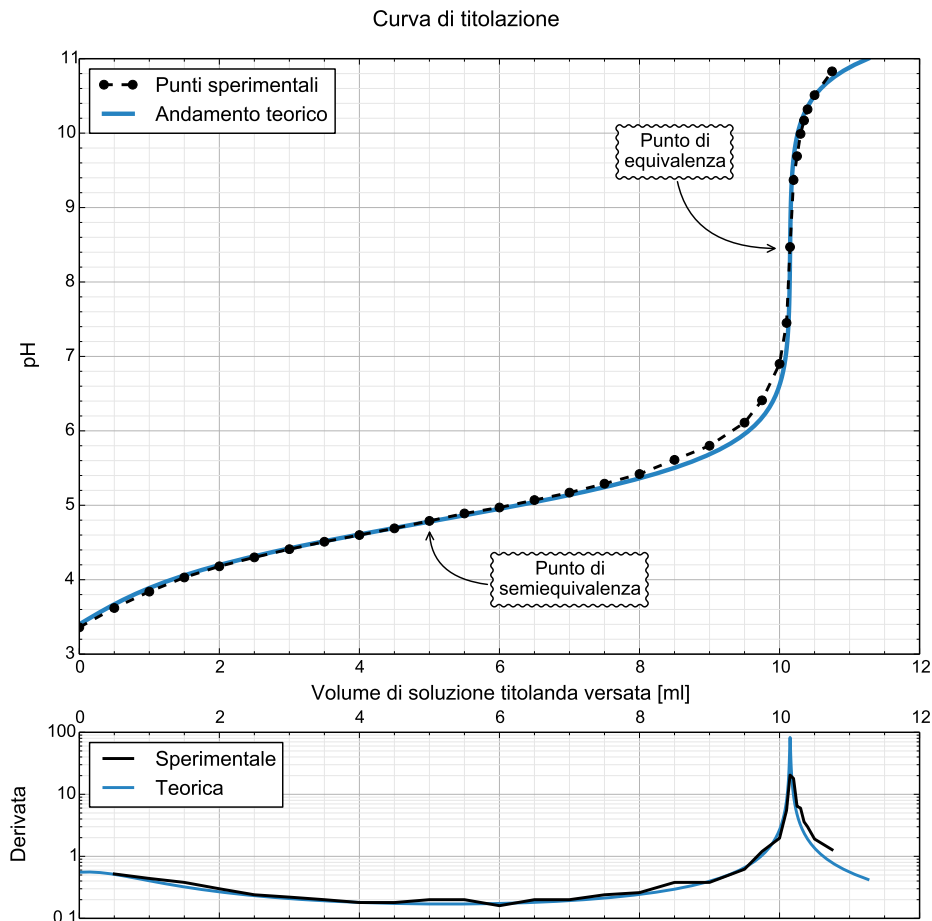 Curva di titolazione
11
10
9
8
7
6
5
4
3
pH
Punti sperimentali
Andamento teorico
Punto di
equivalenza
Punto di
semiequivalenza
0 2 4 6 8 10 12
Volume di soluzione titolanda versata [ml]
0 2 4 6 8 10 12
100
10
1
0.1
Derivata
Sperimentale
Teorica